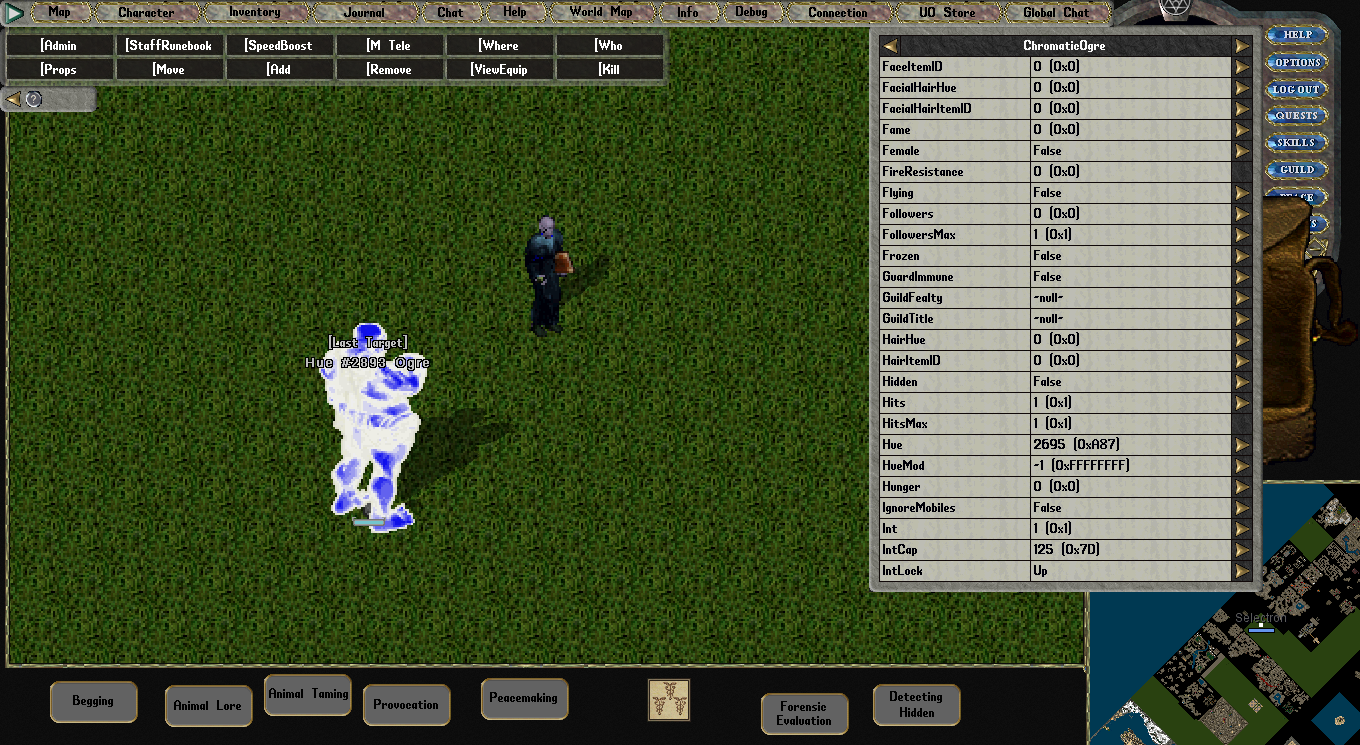 Map Character Inventory Journal Chat Help World Map Info Debug Connection UO Store Global Chat
[Admin [StaffRunebook [SpeedBoost [M Tele [Where [Who
[Props [Move [Add [Remove [ViewEquip [Kill
?
[Last Target]
Hue #2893 Ogre
ChromaticOgre
FaceItemID 0 (0x0)
FacialHairHue 0 (0x0)
FacialHairItemID 0 (0x0)
Fame 0 (0x0)
Female False
FireResistance 0 (0x0)
Flying False
Followers 0 (0x0)
FollowersMax 1 (0x1)
Frozen False
GuardImmune False
GuildFealty -null-
GuildTitle -null-
HairHue 0 (0x0)
HairItemID 0 (0x0)
Hidden False
Hits 1 (0x1)
HitsMax 1 (0x1)
Hue 2695 (0xA87)
HueMod -1 (0xFFFFFFFF)
Hunger 0 (0x0)
IgnoreMobiles False
Int 1 (0x1)
IntCap 125 (0x7D)
IntLock Up
HELP
OPTIONS
LOG OUT
QUESTS
SKILLS
GUILD
Selectron
Begging
Animal Lore
Animal Taming
Provocation
Peacemaking
Forensic
Evaluation
Detecting
Hidden